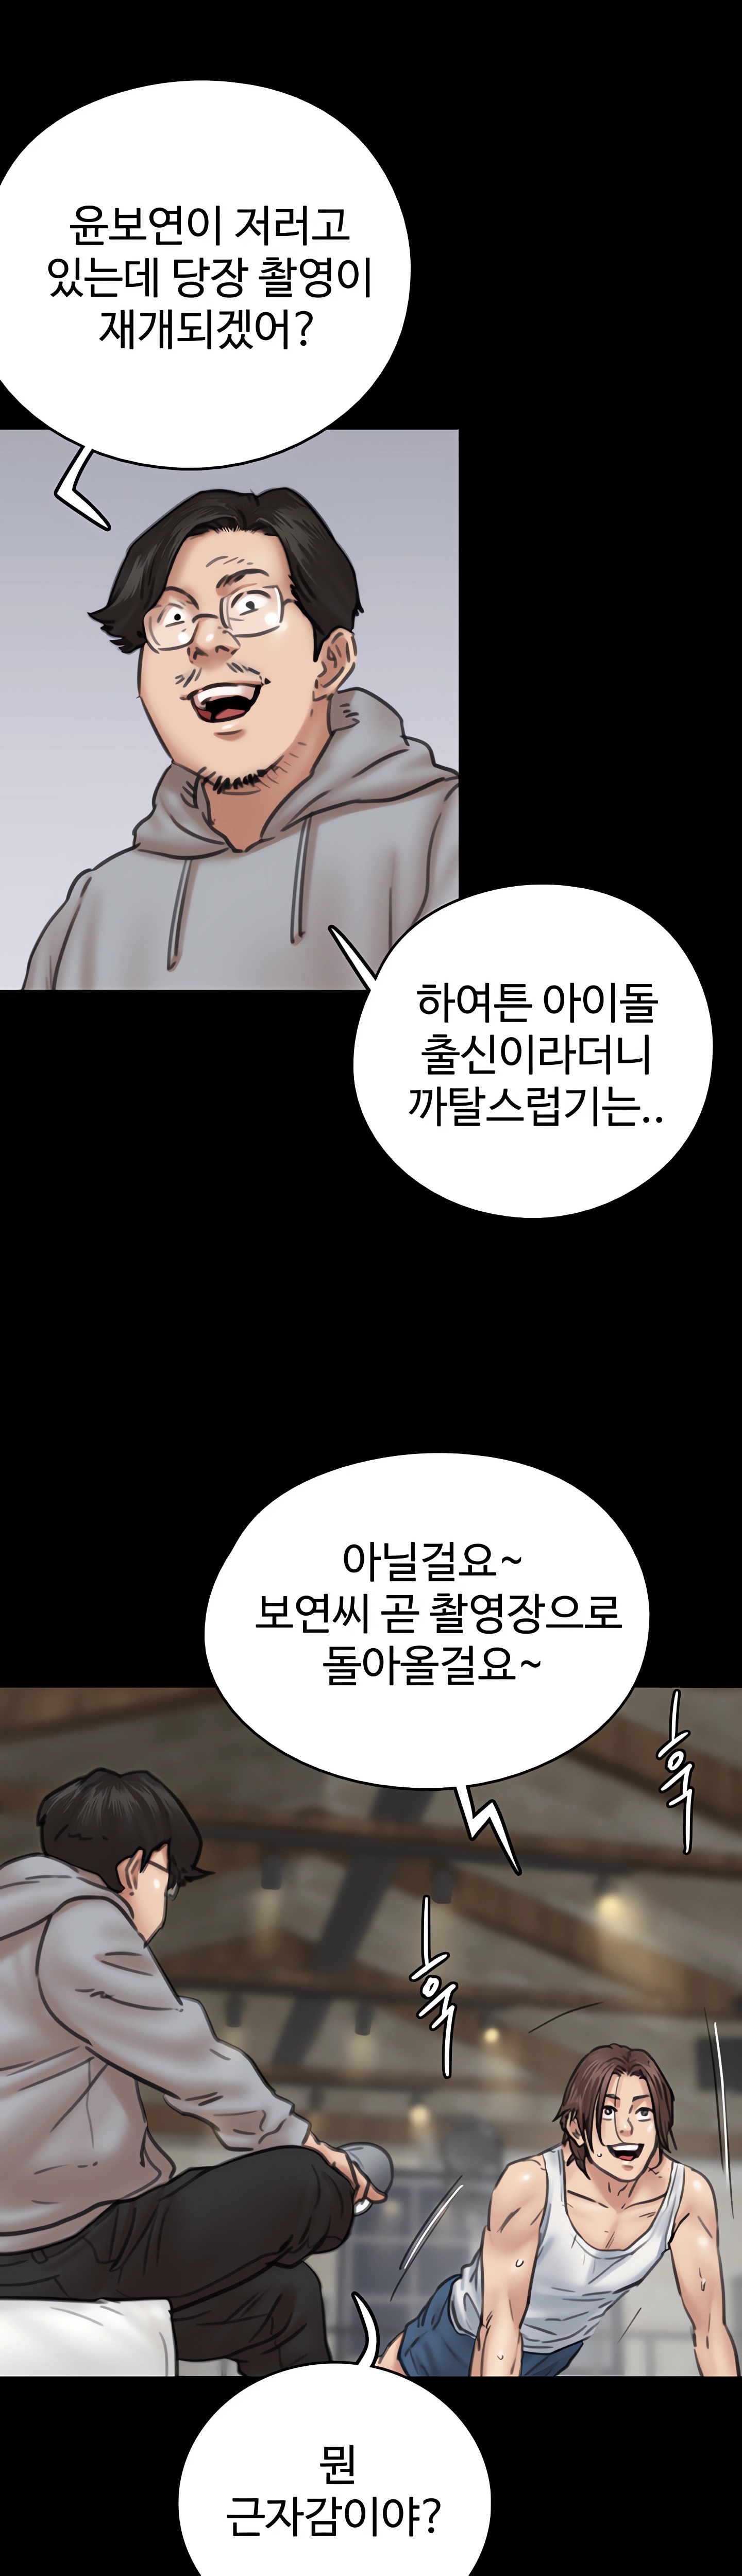 윤보연이 저러고
있는데 당장 촬영이
재개되겠어?
하여튼 아이돌
출신이라더니
까탈스럽기는..
아닐걸요~
보연씨 곧 촬영장으로
돌아올걸요~
훅
훅
뭔
근자감이야?